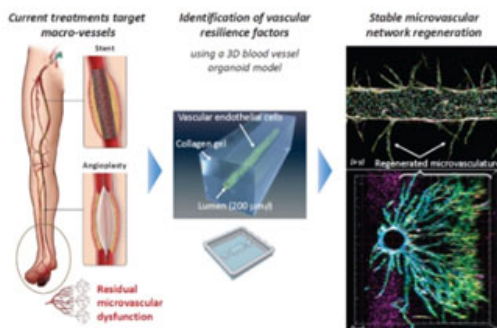 Current treatments target
macro-vessels
Stent
Angioplasty
Residual
microvascular
dysfunction
Identification of vascular
resilience factors
using a 3D blood vessel
organoid model
Vascular endothelial cells
Collagen gel
Lumen (200 µmφ)
Stable microvascular
network regeneration
Regenerated microvasculature